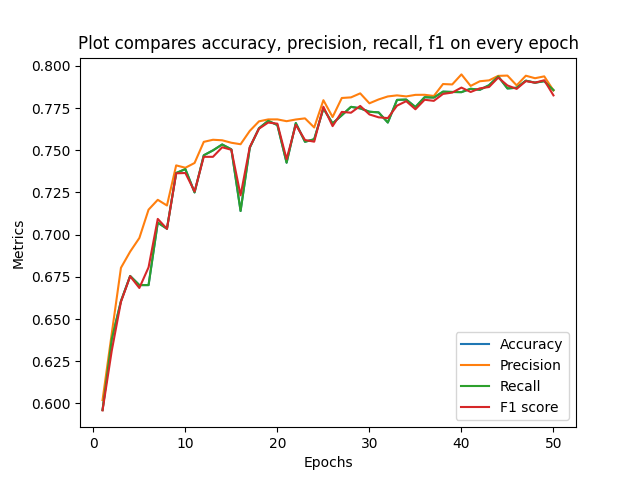 Plot compares accuracy, precision, recall, f1 on every epoch
0.800
0.775
0.750
0.725
0.700
0.675
0.650
0.625
0.600
Metrics
Accuracy
Precision
Recall
F1 score
0 10 20 30 40 50
Epochs